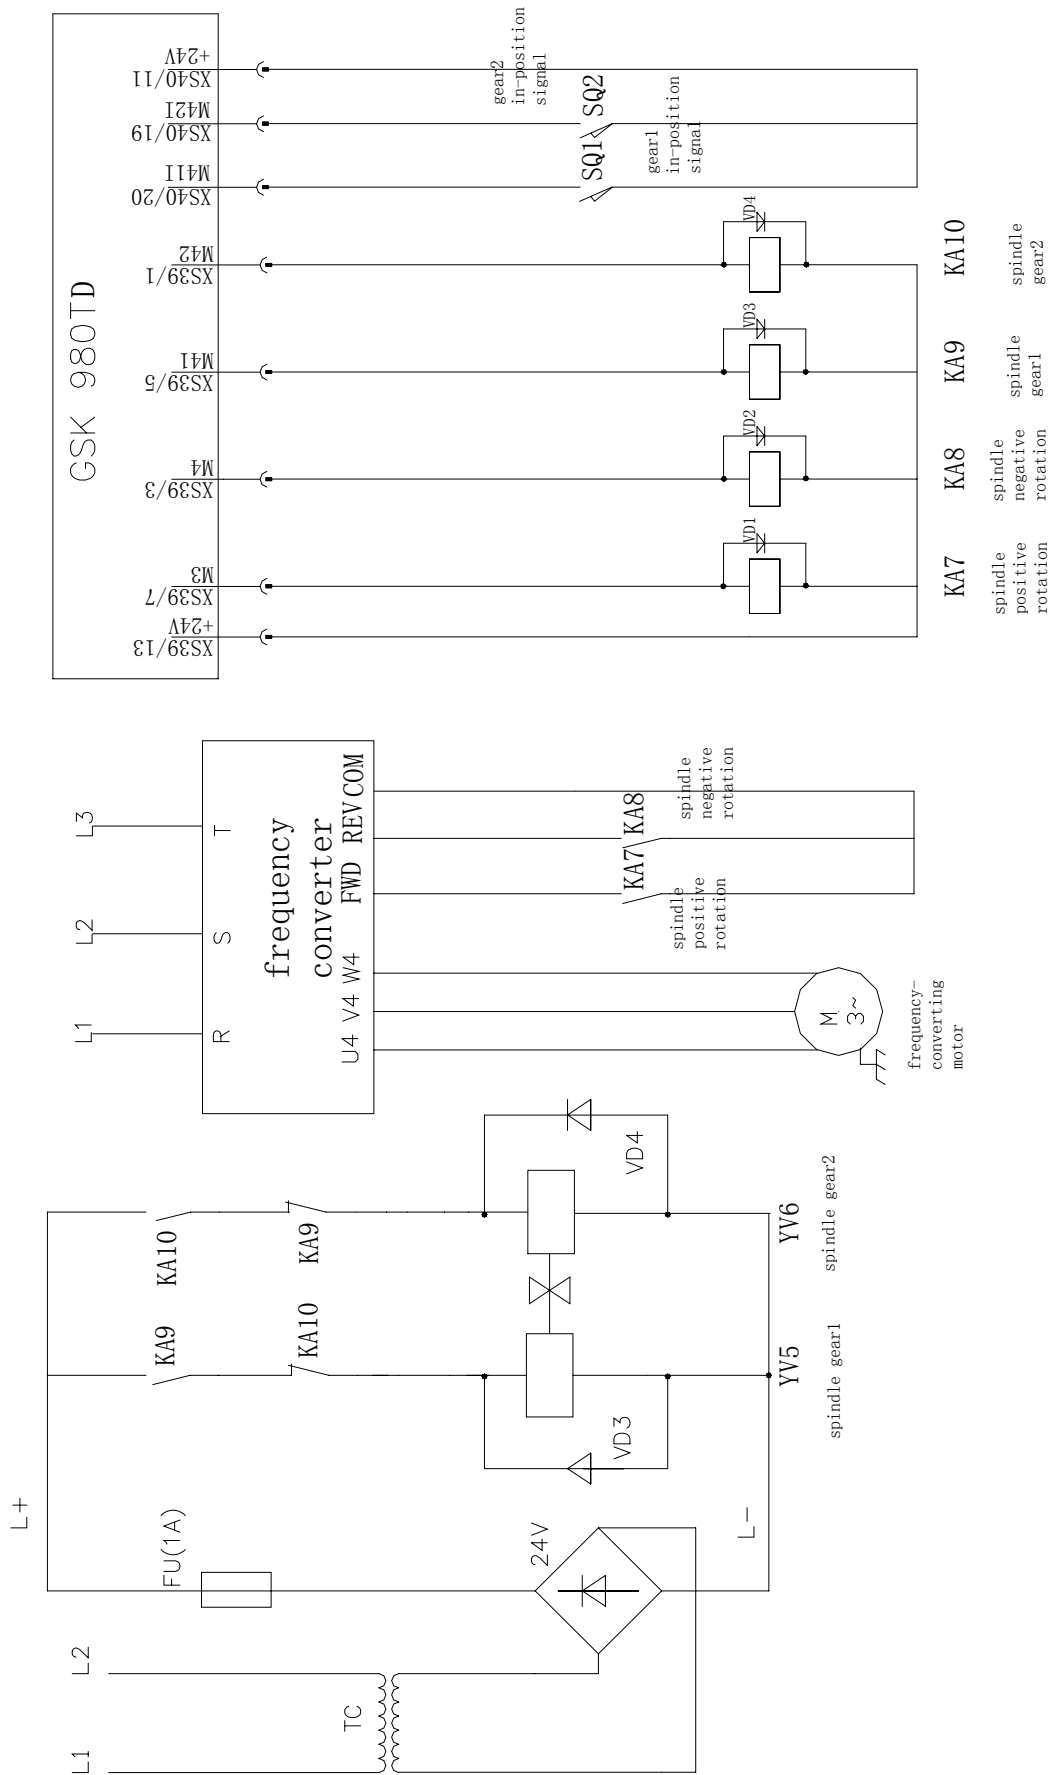 GSK 980TD
XS39/13
+24V
XS39/7
M3
XS39/3
M4
XS39/5
M41
XS39/1
M42
XS40/20
M41I
XS40/19
M42I
XS40/11
+24V
SQ1
SQ2
gear2
in-position
signal
gear1
in-position
signal
VD1
VD2
VD3
VD4
KA7
KA8
KA9
KA10
spindle
positive
rotation
spindle
negative
rotation
spindle
gear1
spindle
gear2
L1
L2
L3
R
S
T
frequency
converter
U4 V4 W4
FWD
REV
COM
KA7
KA8
spindle
positive
rotation
spindle
negative
rotation
M
3~
frequency-
converting
motor
L1
L2
TC
L+
FU(1A)
24V
L-
KA9
KA10
KA10
KA9
VD3
VD4
YV5
YV6
spindle gear1
spindle gear2